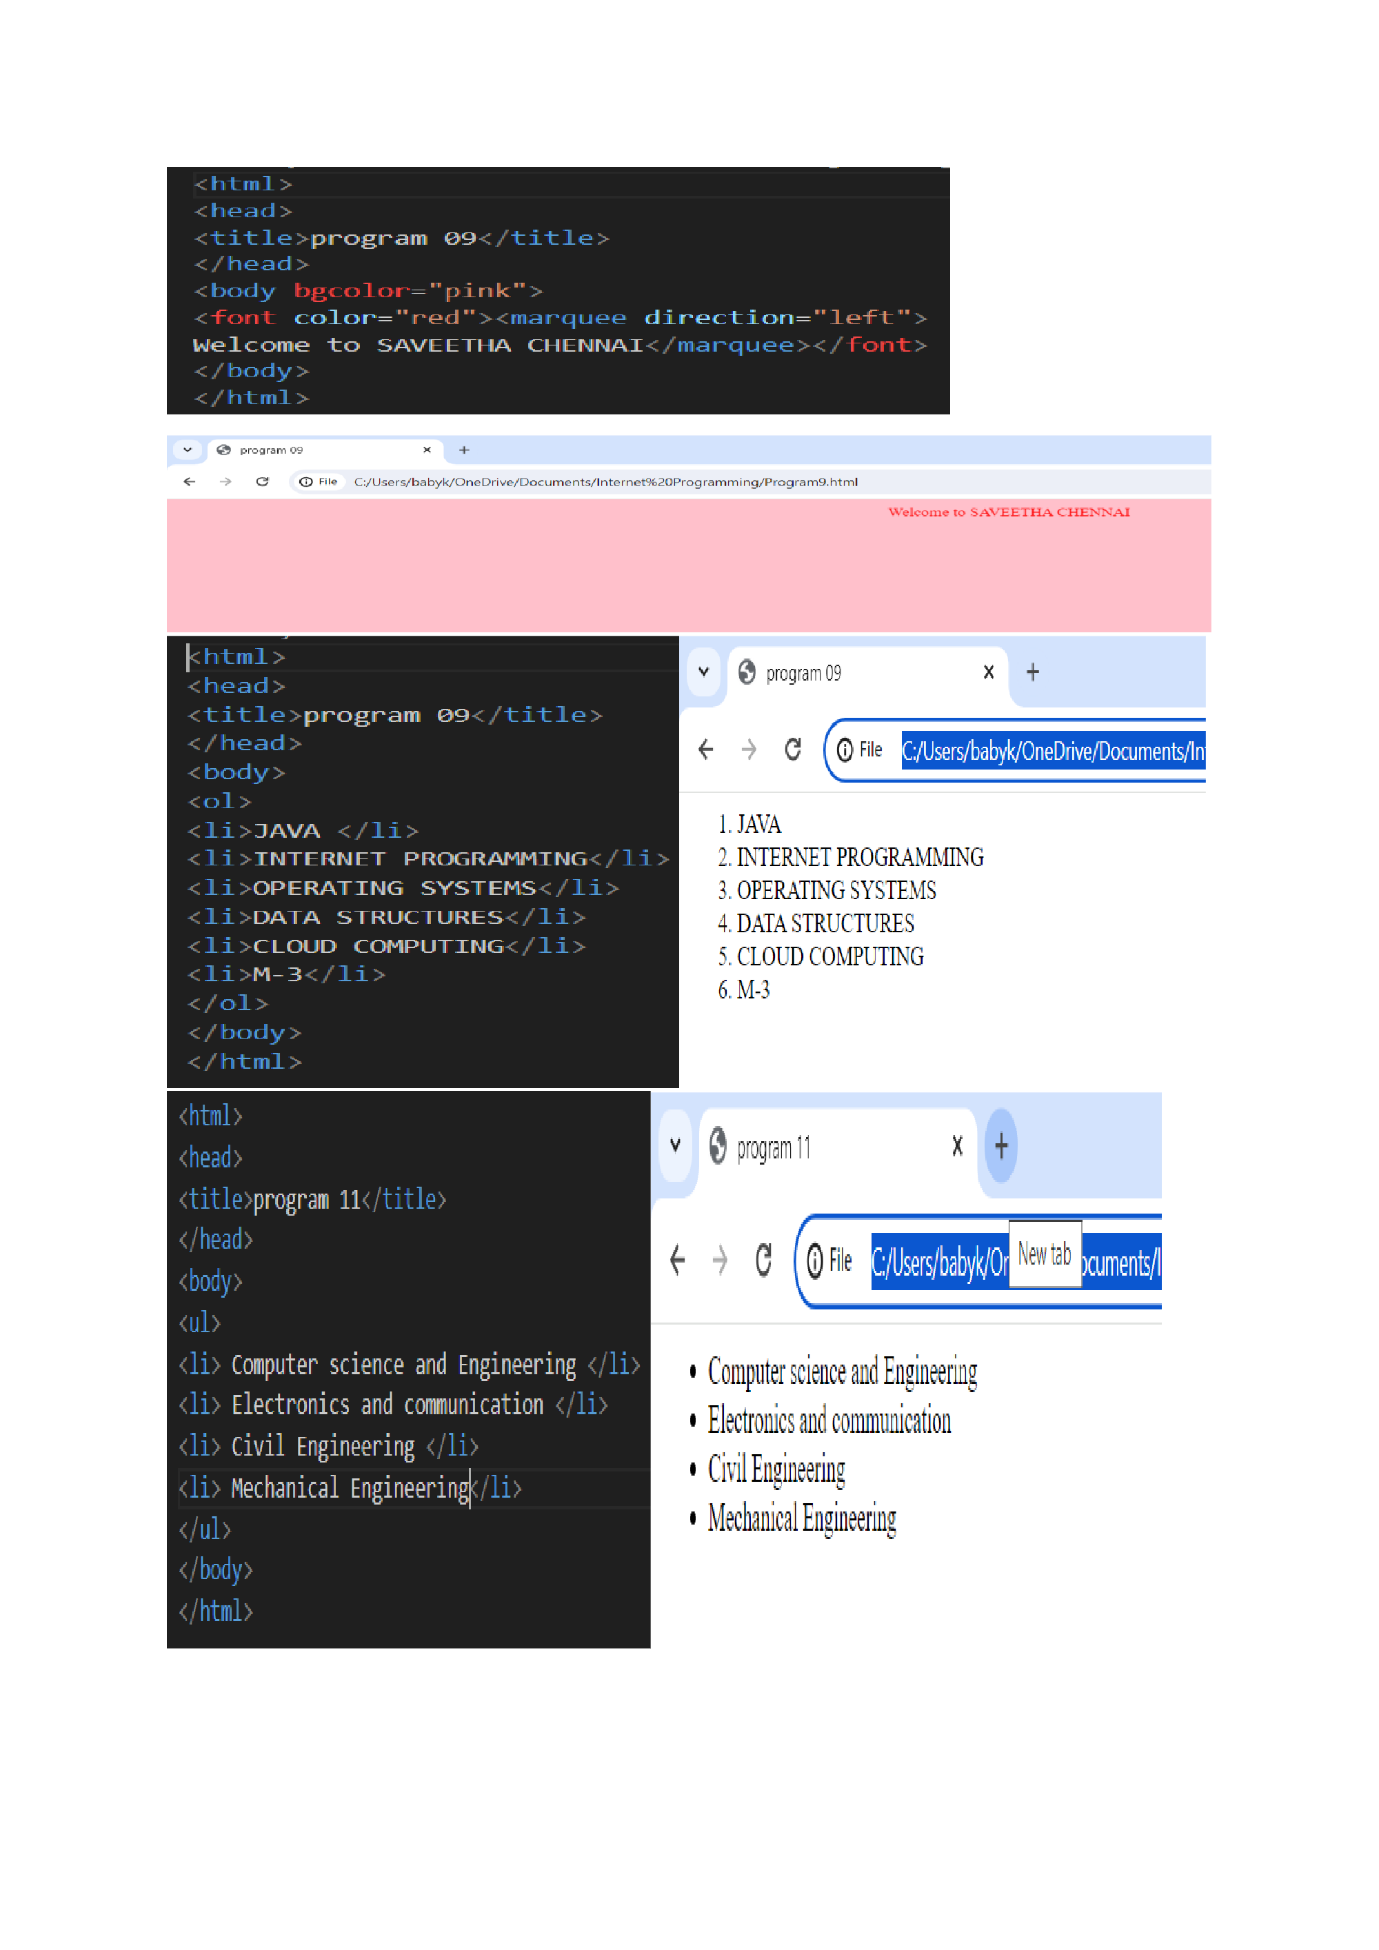 <html>
<head>
<title>program 09</title>
</head>
<body bgcolor="pink">
<font color="red"><marquee direction="left">
Welcome to SAVEETHA CHENNAI</marquee></font>
</body>
</html>
program 09
File C:/Users/babyk/OneDrive/Documents/Internet%20Programming/Program9.html
Welcome to SAVEETHA CHENNAI
<html>
<head>
<title>program 09</title>
</head>
<body>
<ol>
<li>JAVA </li>
<li>INTERNET PROGRAMMING</li>
<li>OPERATING SYSTEMS</li>
<li>DATA STRUCTURES</li>
<li>CLOUD COMPUTING</li>
<li>M-3</li>
</ol>
</body>
</html>
program 09
File C:/Users/babyk/OneDrive/Documents/In
1. JAVA
2. INTERNET PROGRAMMING
3. OPERATING SYSTEMS
4. DATA STRUCTURES
5. CLOUD COMPUTING
6. M-3
<html>
<head>
<title>program 11</title>
</head>
<body>
<ul>
<li> Computer science and Engineering </li>
<li> Electronics and communication </li>
<li> Civil Engineering </li>
<li> Mechanical Engineering</li>
</ul>
</body>
</html>
program 11
File C:/Users/babyk/On New tab ocuments/I
• Computer science and Engineering
• Electronics and communication
• Civil Engineering
• Mechanical Engineering